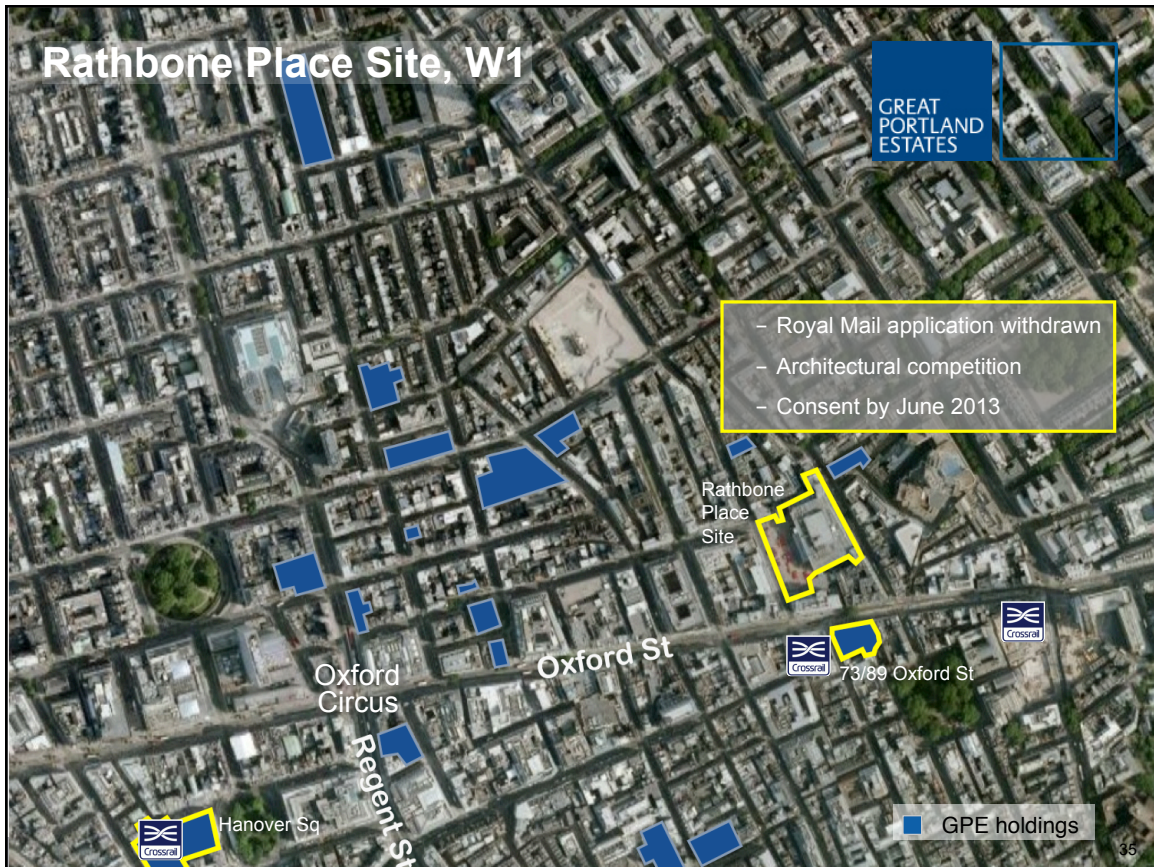 Rathbone Place Site, W1
GREAT
PORTLAND
ESTATES
– Royal Mail application withdrawn
– Architectural competition
– Consent by June 2013
Rathbone
Place
Site
Crossrail
Oxford St
Crossrail
73/89 Oxford St
Oxford
Circus
Regent St
Hanover Sq
Crossrail
GPE holdings
35